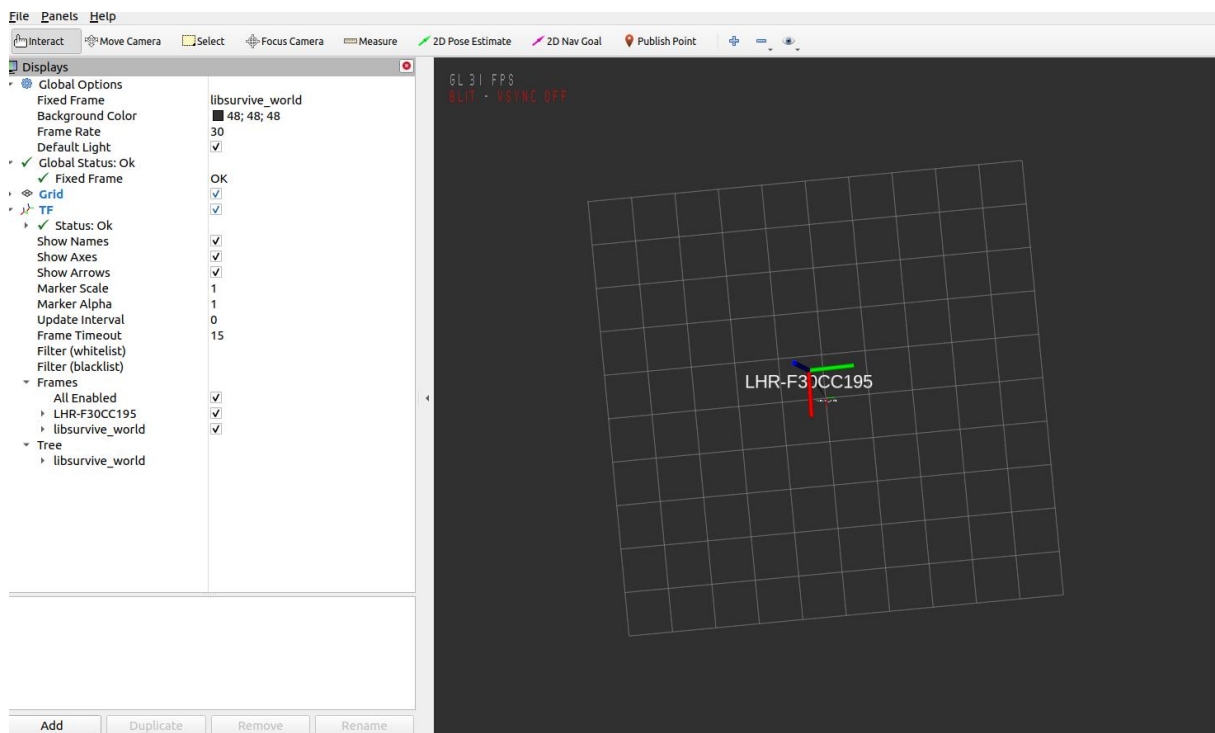 File Panels Help
Interact Move Camera Select Focus Camera Measure 2D Pose Estimate 2D Nav Goal Publish Point
Displays
Global Options
Fixed Frame libsurvive_world
Background Color 48; 48; 48
Frame Rate 30
Default Light
Global Status: Ok
Fixed Frame OK
Grid
TF
Status: Ok
Show Names
Show Axes
Show Arrows
Marker Scale 1
Marker Alpha 1
Update Interval 0
Frame Timeout 15
Filter (whitelist)
Filter (blacklist)
Frames
All Enabled
LHR-F30CC195
libsurvive_world
Tree
libsurvive_world
Add Duplicate Remove Rename
GL 31 FPS
BLIT - VSYNC OFF
LHR-F30CC195